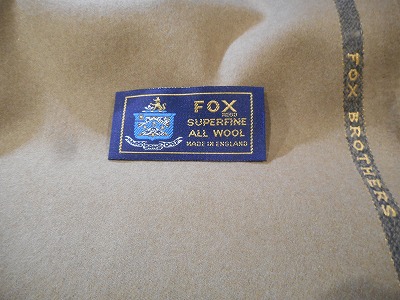 FOX
SUPERFINE
ALL WOOL
MADE IN ENGLAND
FOX BROTHERS